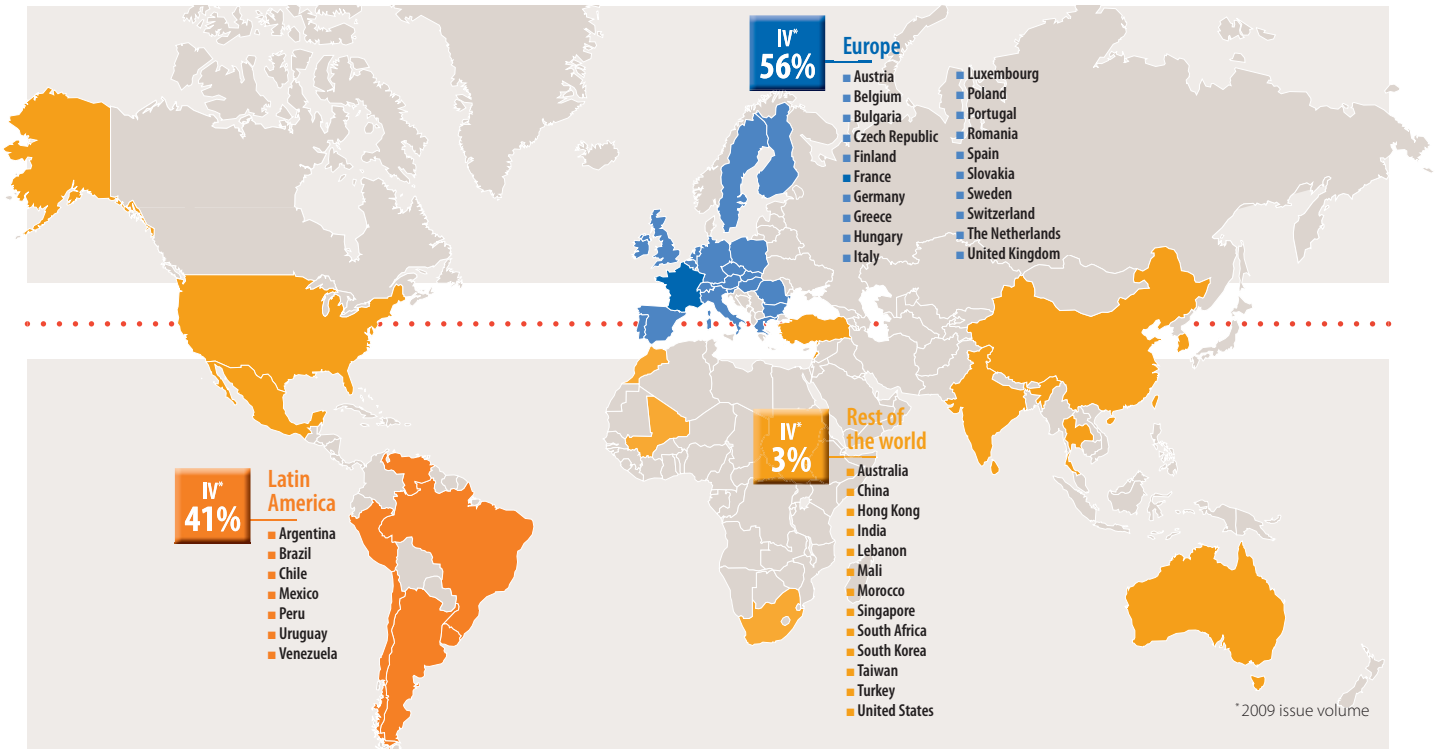 IV*
56%
Europe
Austria
Belgium
Bulgaria
Czech Republic
Finland
France
Germany
Greece
Hungary
Italy
Luxembourg
Poland
Portugal
Romania
Spain
Slovakia
Sweden
Switzerland
The Netherlands
United Kingdom
IV*
41%
Latin
America
Argentina
Brazil
Chile
Mexico
Peru
Uruguay
Venezuela
IV*
3%
Rest of
the world
Australia
China
Hong Kong
India
Lebanon
Mali
Morocco
Singapore
South Africa
South Korea
Taiwan
Turkey
United States
*2009 issue volume